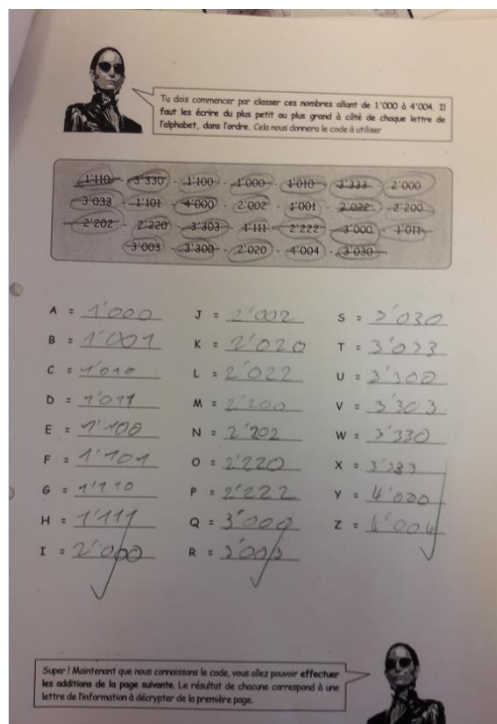 Tu dois commencer par classer ces nombres allant de 1'000 à 4'004. Il
faut les écrire du plus petit au plus grand à côté de chaque lettre de
l'alphabet, dans l'ordre. Cela nous donnera le code à utiliser
1'110 - 3'330 - 1'100 - 1'000 - 1'010 - 3'333 - 2'000
3'033 - 1'101 - 4'000 - 2'002 - 1'001 - 2'022 - 2'200
2'202 - 2'220 - 3'303 - 1'111 - 2'222 - 3'000 - 1'011
3'003 - 3'300 - 2'020 - 4'004 - 3'030
A = 1'000
B = 1'001
C = 1'010
D = 1'011
E = 1'100
F = 1'101
G = 1'110
H = 1'111
I = 2'000
J = 2'002
K = 2'020
L = 2'022
M = 2'200
N = 2'202
O = 2'220
P = 2'222
Q = 3'000
R = 3'003
S = 3'030
T = 3'033
U = 3'300
V = 3'303
W = 3'330
X = 3'333
Y = 4'000
Z = 4'004
Super ! Maintenant que nous connaissons le code, vous allez pouvoir effectuer
les additions de la page suivante. Le résultat de chacune correspond à une
lettre de l'information à décrypter de la première page.